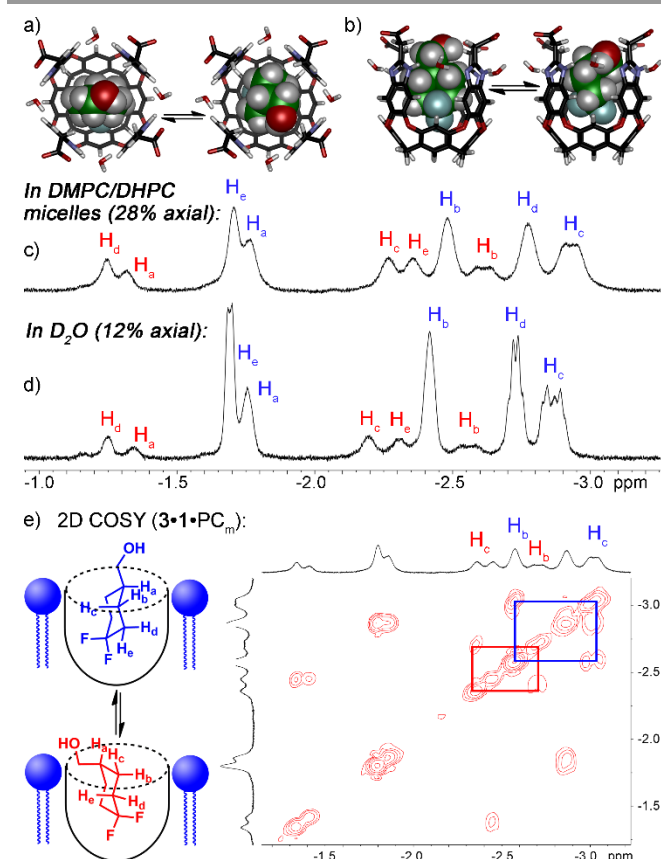 a)
b)
In DMPC/DHPC
micelles (28% axial):
c)
Hd
Ha
He
Ha
Hc
He
Hb
Hb
Hd
Hc
In D2O (12% axial):
d)
Hd
Ha
He
Ha
Hc
He
Hb
Hb
Hd
Hc
-1.0 -1.5 -2.0 -2.5 -3.0 ppm
e) 2D COSY (3•1•PCm):
OH
Ha
Hb
Hc
Hd
F
F He
HO
Ha
Hc
Hb
He
Hd
F
F
Hc
Hb
Hb
Hc
-3.0
-2.5
-2.0
-1.5
-1.5 -2.0 -2.5 ppm